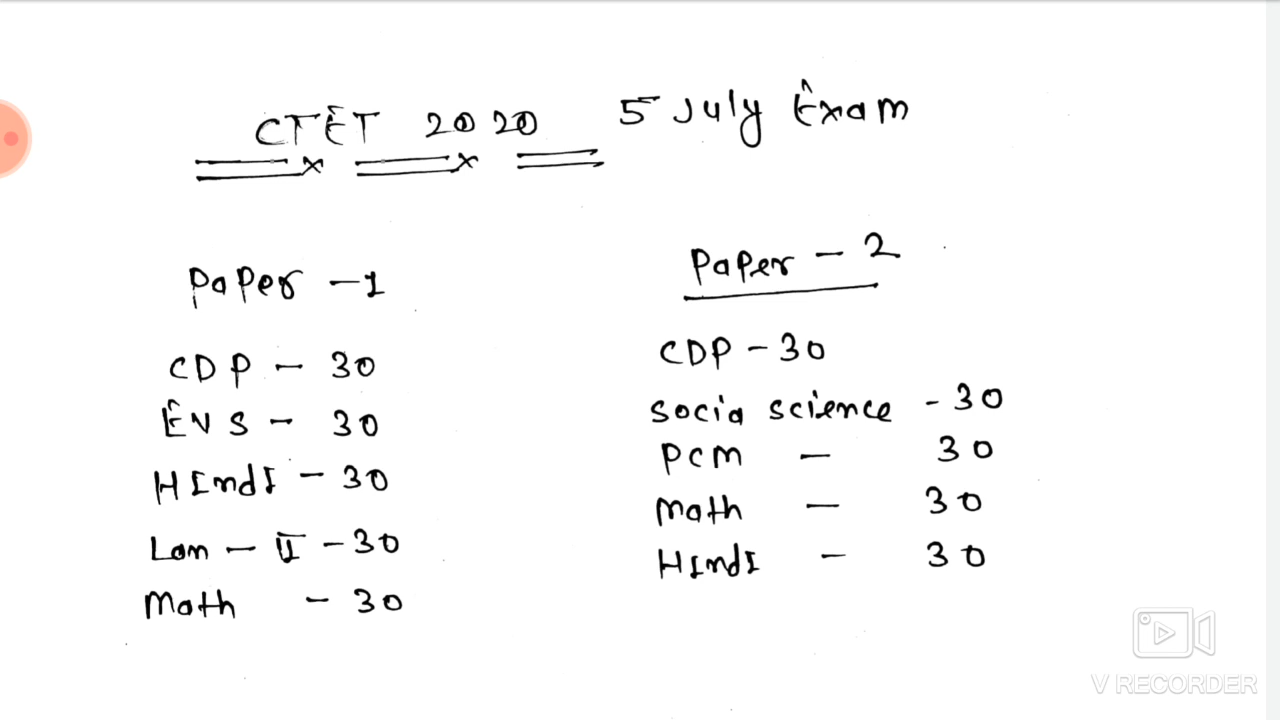 CTET 2020 5 July Exam
Paper - 1
CDP - 30
EVS - 30
HIndI - 30
Lan - II - 30
Math - 30
Paper - 2
CDP - 30
Socia science - 30
PCM - 30
Math - 30
HIndI - 30
V RECORDER